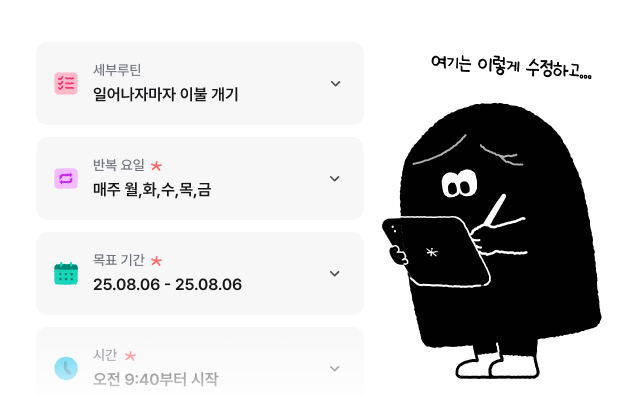 세부루틴
일어나자마자 이불 개기
반복 요일 *
매주 월,화,수,목,금
목표 기간 *
25.08.06 - 25.08.06
시간 *
오전 9:40부터 시작
여기는 이렇게 수정하고...